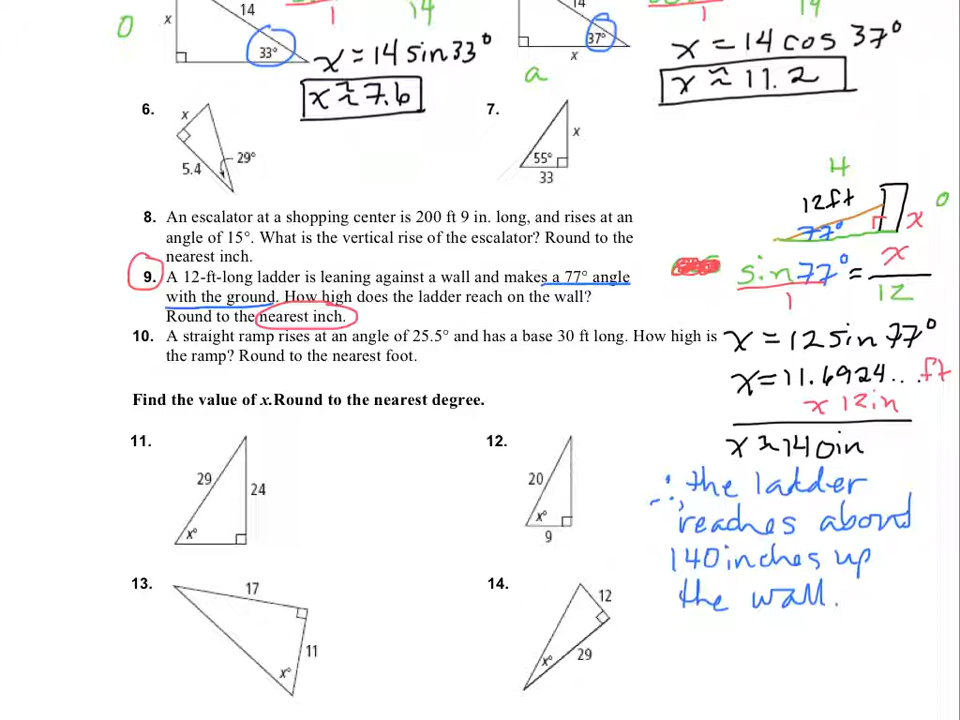 14
1
14
14
1
14
O
x
33°
x = 14 sin 33°
x ≈ 7.6
37°
x
a
x = 14 cos 37°
x ≈ 11.2
6.
x
5.4
29°
7.
x
55°
33
8. An escalator at a shopping center is 200 ft 9 in. long, and rises at an
angle of 15°. What is the vertical rise of the escalator? Round to the
nearest inch.
9. A 12-ft-long ladder is leaning against a wall and makes a 77° angle
with the ground. How high does the ladder reach on the wall?
Round to the nearest inch.
10. A straight ramp rises at an angle of 25.5° and has a base 30 ft long. How high is
the ramp? Round to the nearest foot.
H
12ft
O
77°
x
sin 77° = x
1 12
x = 12 sin 77°
x = 11.6924... ft
x 12in
x ≈ 140in
∴ the ladder
reaches abound
140 inches up
the wall.
Find the value of x.Round to the nearest degree.
11.
29
24
x°
12.
20
x°
9
13.
17
11
x°
14.
12
x°
29